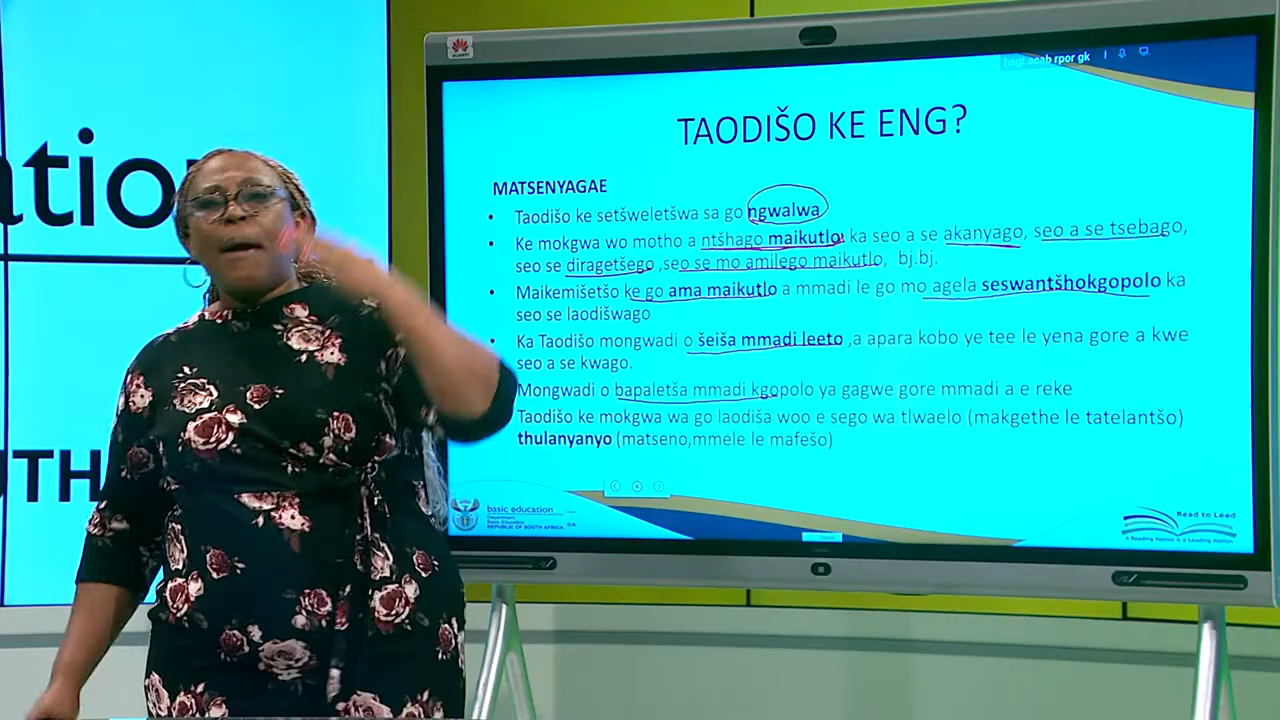 HUAWEI
TAODIŠO KE ENG?
MATSENYAGAE
• Taodišo ke setšweletšwa sa go ngwalwa
• Ke mokgwa wo motho a ntšhago maikutlo ka seo a se akanyago, seo a se tsebago,
seo se diragetšego ,seo se mo amilego maikutlo, bj.bj.
• Maikemišetšo ke go ama maikutlo a mmadi le go mo agela seswantšhokgopolo ka
seo se laodišwago
• Ka Taodišo mongwadi o šeiša mmadi leeto ,a apara kobo ye tee le yena gore a kwe
seo a se kwago.
Mongwadi o bapaletša mmadi kgopolo ya gagwe gore mmadi a e reke
Taodišo ke mokgwa wa go laodiša woo e sego wa tlwaelo (makgethe le tatelantšo)
thulanyanyo (matseno,mmele le mafešo)
basic education
Department:
Basic Education
REPUBLIC OF SOUTH AFRICA
Read to Lead
A Reading Nation is a Leading Nation
ation
UTH